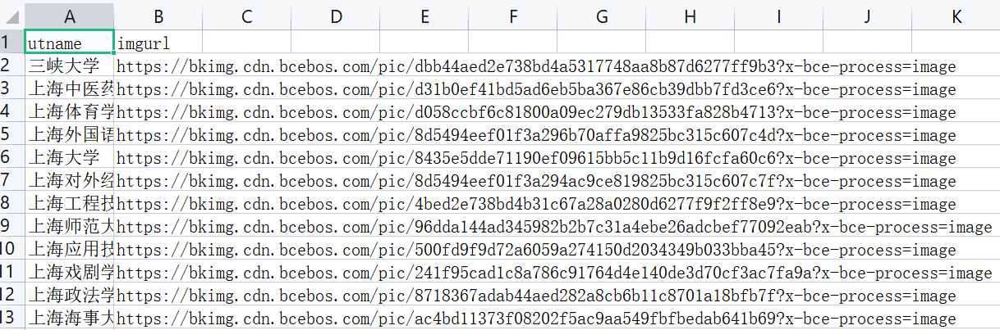 A B C D E F G H I J K
1 utname imgurl
2 三峡大学 https://bkimg.cdn.bcebos.com/pic/dbb44aed2e738bd4a5317748aa8b87d6277ff9b3?x-bce-process=image
3 上海中医药 https://bkimg.cdn.bcebos.com/pic/d31b0ef41bd5ad6eb5ba367e86cb39dbb7fd3ce6?x-bce-process=image
4 上海体育学 https://bkimg.cdn.bcebos.com/pic/d058ccbf6c81800a09ec279db13533fa828b4713?x-bce-process=image
5 上海外国语 https://bkimg.cdn.bcebos.com/pic/8d5494eef01f3a296b70affa9825bc315c607c4d?x-bce-process=image
6 上海大学 https://bkimg.cdn.bcebos.com/pic/8435e5dde71190ef09615bb5c11b9d16fcfa60c6?x-bce-process=image
7 上海对外经 https://bkimg.cdn.bcebos.com/pic/8d5494eef01f3a294ac9ce819825bc315c607c7f?x-bce-process=image
8 上海工程技 https://bkimg.cdn.bcebos.com/pic/4bed2e738bd4b31c67a28a0280d6277f9f2ff8e9?x-bce-process=image
9 上海师范大 https://bkimg.cdn.bcebos.com/pic/96dda144ad345982b2b7c31a4ebe26adcbef77092eab?x-bce-process=image
10 上海应用技 https://bkimg.cdn.bcebos.com/pic/500fd9f9d72a6059a274150d2034349b033bba45?x-bce-process=image
11 上海戏剧学 https://bkimg.cdn.bcebos.com/pic/241f95cad1c8a786c91764d4e140de3d70cf3ac7fa9a?x-bce-process=image
12 上海政法学 https://bkimg.cdn.bcebos.com/pic/8718367adab44aed282a8cb6b11c8701a18bfb7f?x-bce-process=image
13 上海海事大 https://bkimg.cdn.bcebos.com/pic/ac4bd11373f08202f5ac9aa549fbfbedab641b69?x-bce-process=image